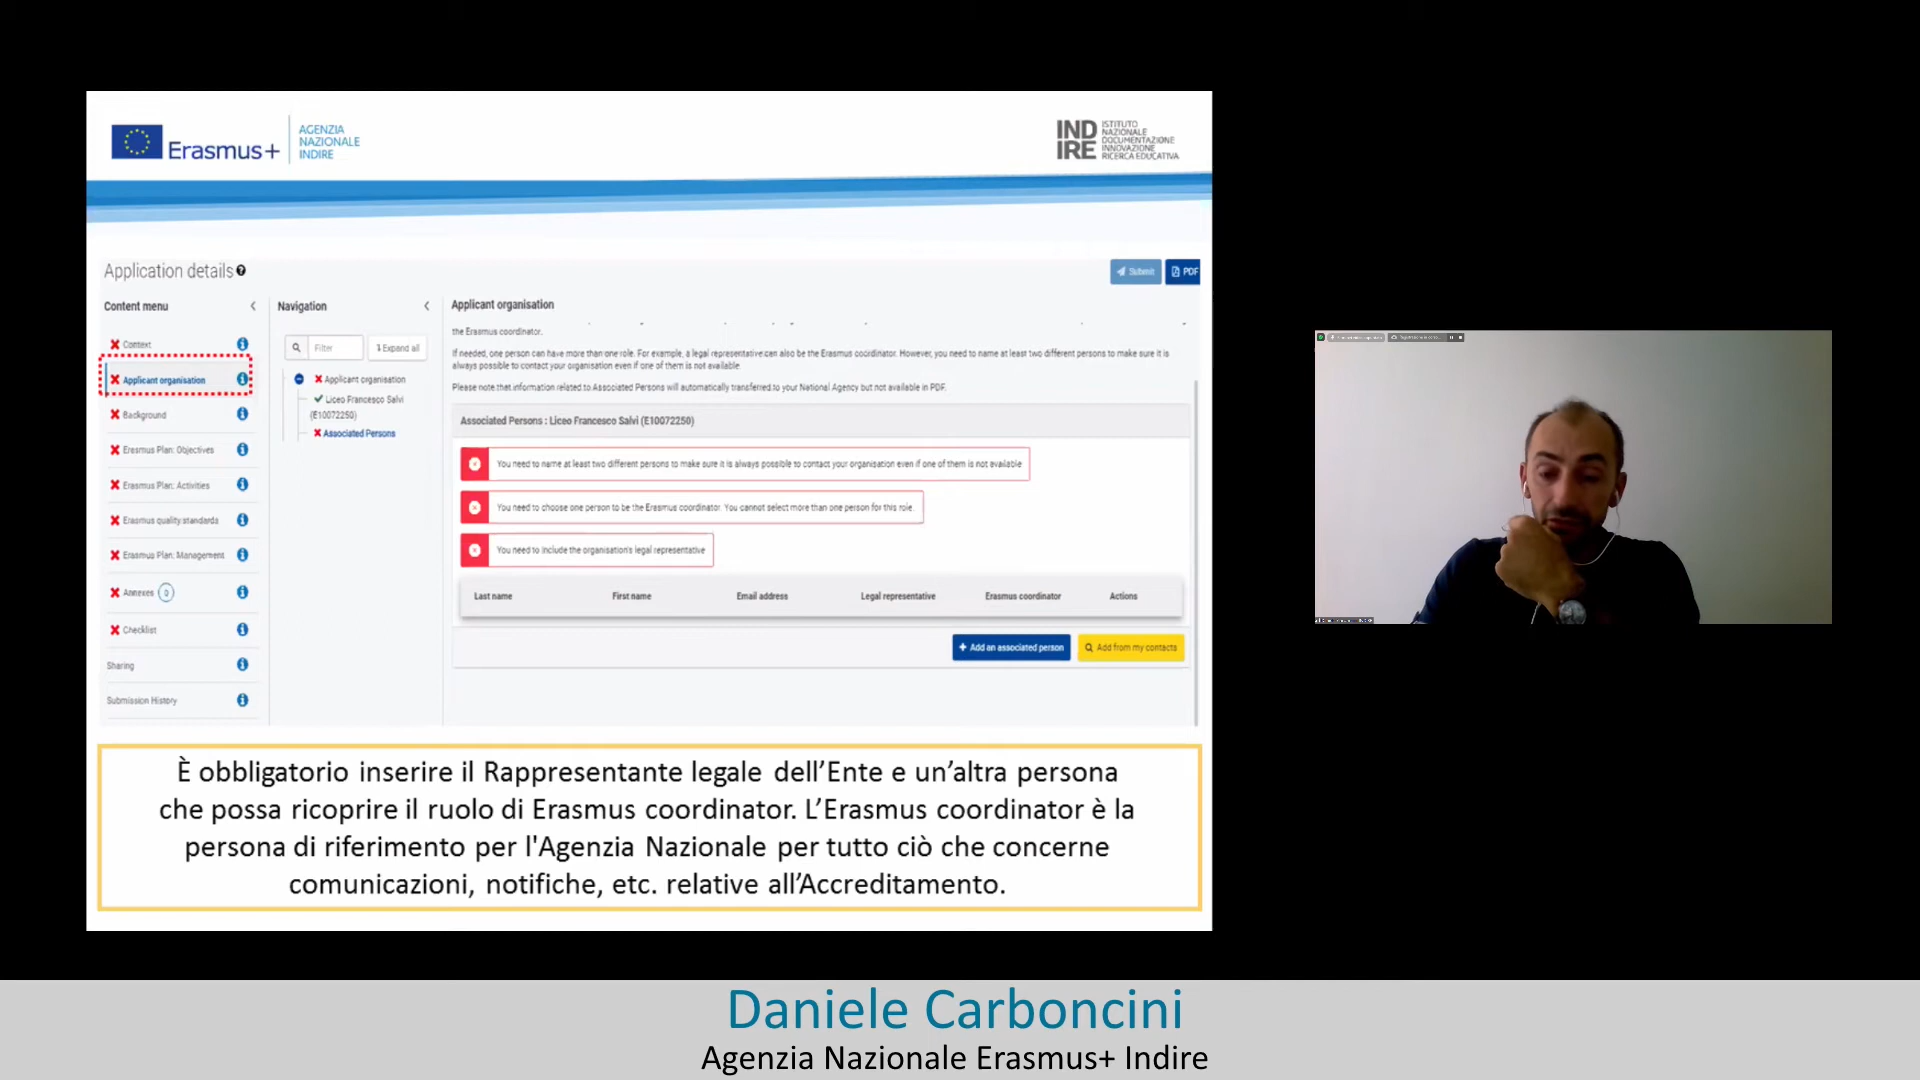 Erasmus+
AGENZIA
NAZIONALE
INDIRE
IND
IRE
ISTITUTO
NAZIONALE
DOCUMENTAZIONE
INNOVAZIONE
RICERCA EDUCATIVA
Application details
Submit
PDF
Content menu
Context
Applicant organisation
Background
Erasmus Plan: Objectives
Erasmus Plan: Activities
Erasmus quality standards
Erasmus Plan: Management
Annexes 0
Checklist
Sharing
Submission History
Navigation
Filter
Expand all
Applicant organisation
Liceo Francesco Salvi
(E10072250)
Associated Persons
Applicant organisation
the Erasmus coordinator.
If needed, one person can have more than one role. For example, a legal representative can also be the Erasmus coordinator. However, you need to name at least two different persons to make sure it is
always possible to contact your organisation even if one of them is not available
Please note that information related to Associated Persons will automatically transferred to your National Agency but not available in PDF.
Associated Persons : Liceo Francesco Salvi (E10072250)
You need to name at least two different persons to make sure it is always possible to contact your organisation even if one of them is not available
You need to choose one person to be the Erasmus coordinator. You cannot select more than one person for this role.
You need to include the organisation's legal representative
Last name First name Email address Legal representative Erasmus coordinator Actions
+ Add an associated person
Add from my contacts
È obbligatorio inserire il Rappresentante legale dell’Ente e un’altra persona
che possa ricoprire il ruolo di Erasmus coordinator. L’Erasmus coordinator è la
persona di riferimento per l'Agenzia Nazionale per tutto ciò che concerne
comunicazioni, notifiche, etc. relative all’Accreditamento.
Daniele Carboncini
Agenzia Nazionale Erasmus+ Indire